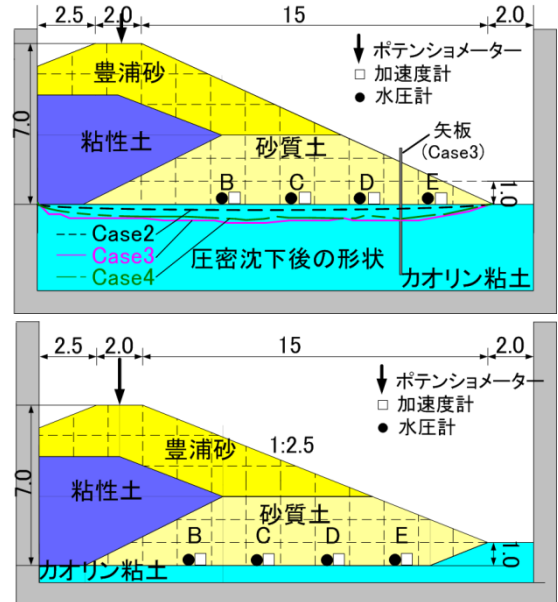 2.5 2.0 15 2.0
ポテンショメーター
加速度計
水圧計
豊浦砂
7.0
粘性土
砂質土
矢板
(Case3)
B C D E
1.0
Case2
Case3
Case4
圧密沈下後の形状
カオリン粘土
2.5 2.0 15 2.0
ポテンショメーター
加速度計
水圧計
1:2.5
豊浦砂
7.0
粘性土
砂質土
B C D E
1.0
カオリン粘土